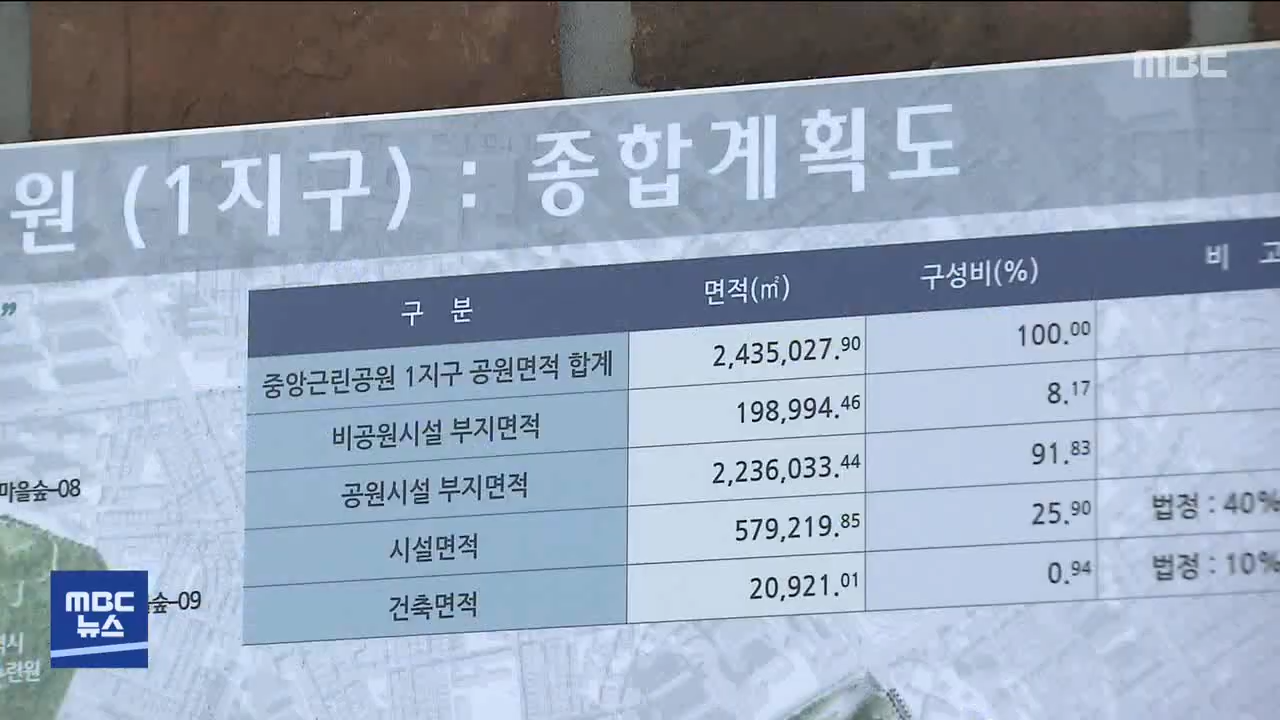 MBC
원 (1지구) : 종합계획도
”
구 분 면적(㎡) 구성비(%) 비 고
중앙근린공원 1지구 공원면적 합계 2,435,027.90 100.00
비공원시설 부지면적 198,994.46 8.17
공원시설 부지면적 2,236,033.44 91.83
시설면적 579,219.85 25.90 법정 : 40%
건축면적 20,921.01 0.94 법정 : 10%
마을숲-08
숲-09
MBC
뉴스